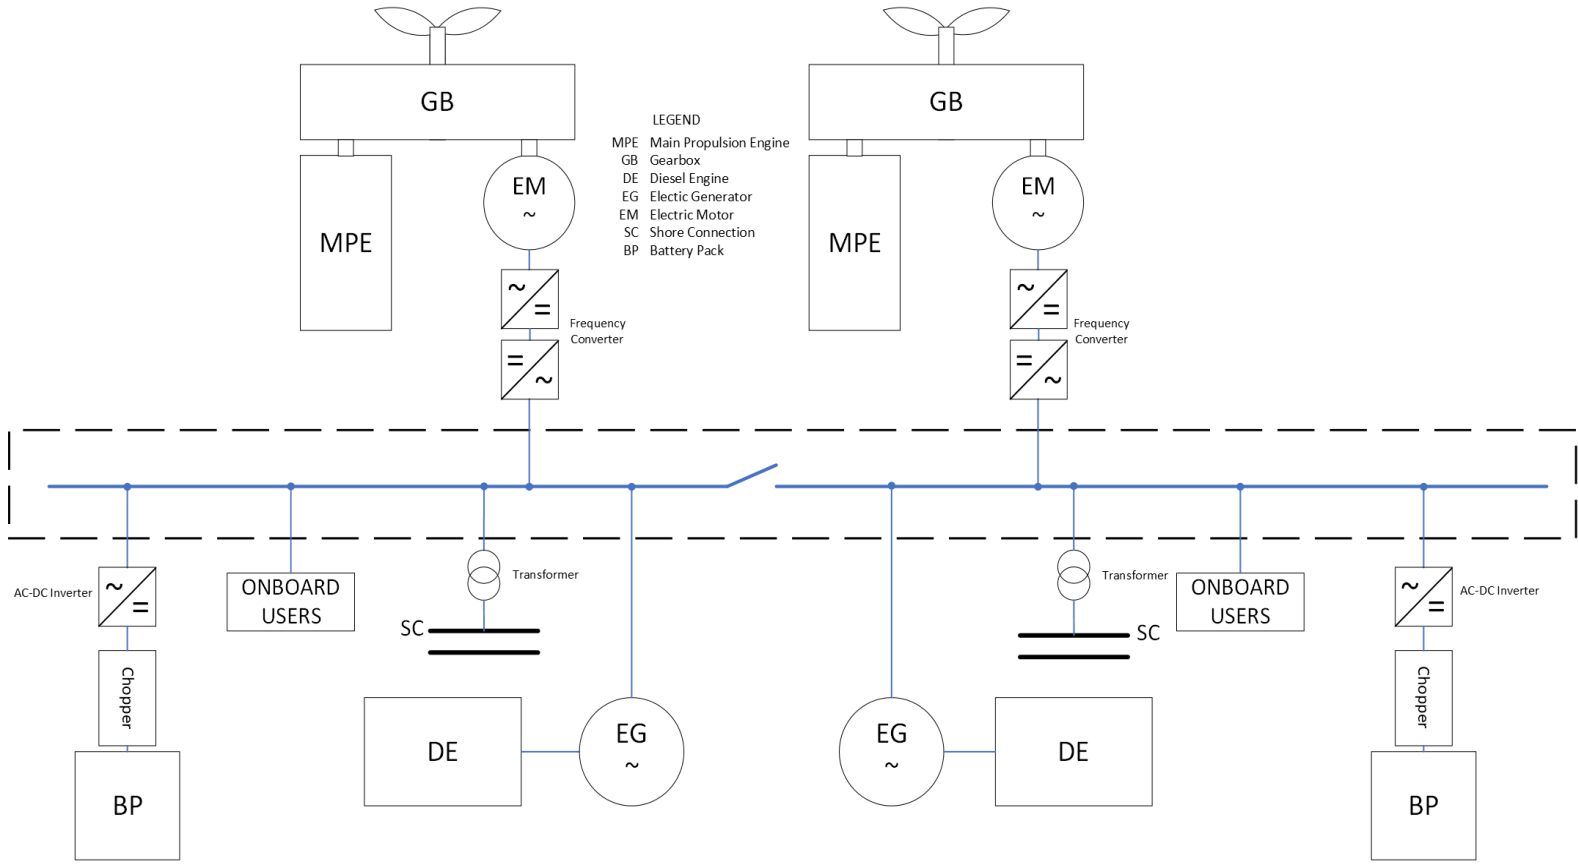 GB
GB
LEGEND
MPE Main Propulsion Engine
GB Gearbox
DE Diesel Engine
EG Electic Generator
EM Electric Motor
SC Shore Connection
BP Battery Pack
EM
~
EM
~
MPE
MPE
~
=
~
=
Frequency
Converter
Frequency
Converter
=
~
=
~
AC-DC Inverter
~
=
ONBOARD
USERS
Transformer
SC
Transformer
SC
ONBOARD
USERS
~
=
AC-DC Inverter
Chopper
Chopper
DE
EG
~
EG
~
DE
BP
BP